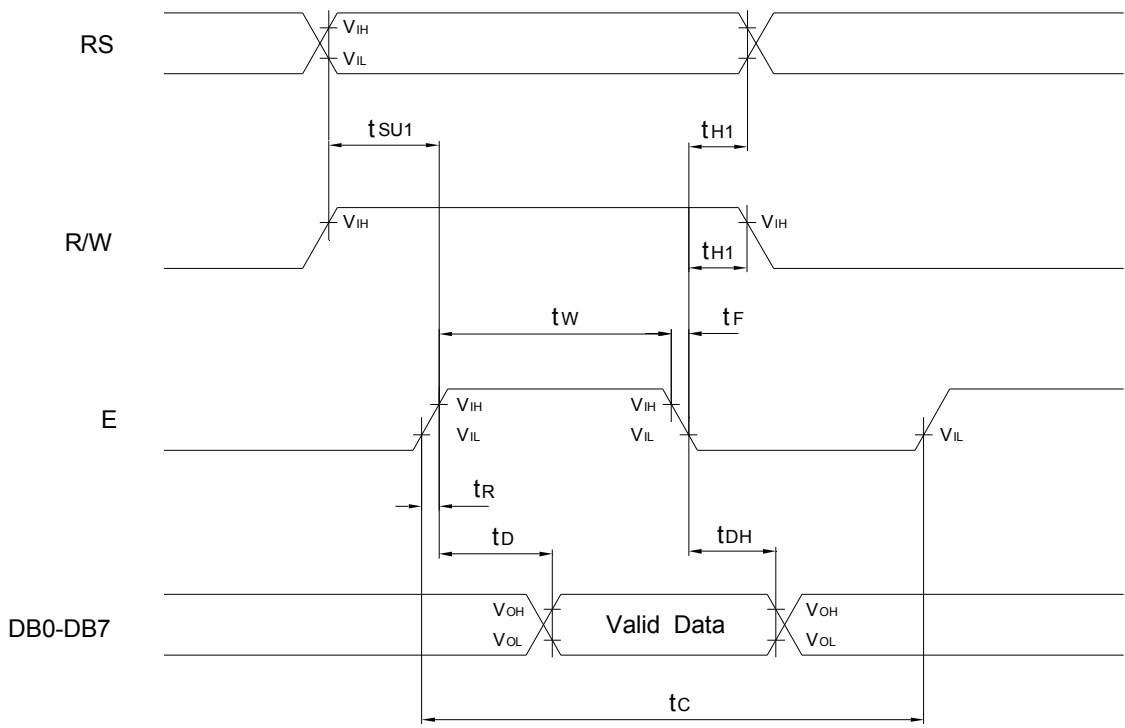 RS
VIH
VIL
tSU1
tH1
R/W
VIH
VIH
tH1
tW
tF
E
VIH
VIL
VIH
VIL
VIL
tR
tD
tDH
DB0-DB7
VOH
VOL
Valid Data
VOH
VOL
tC